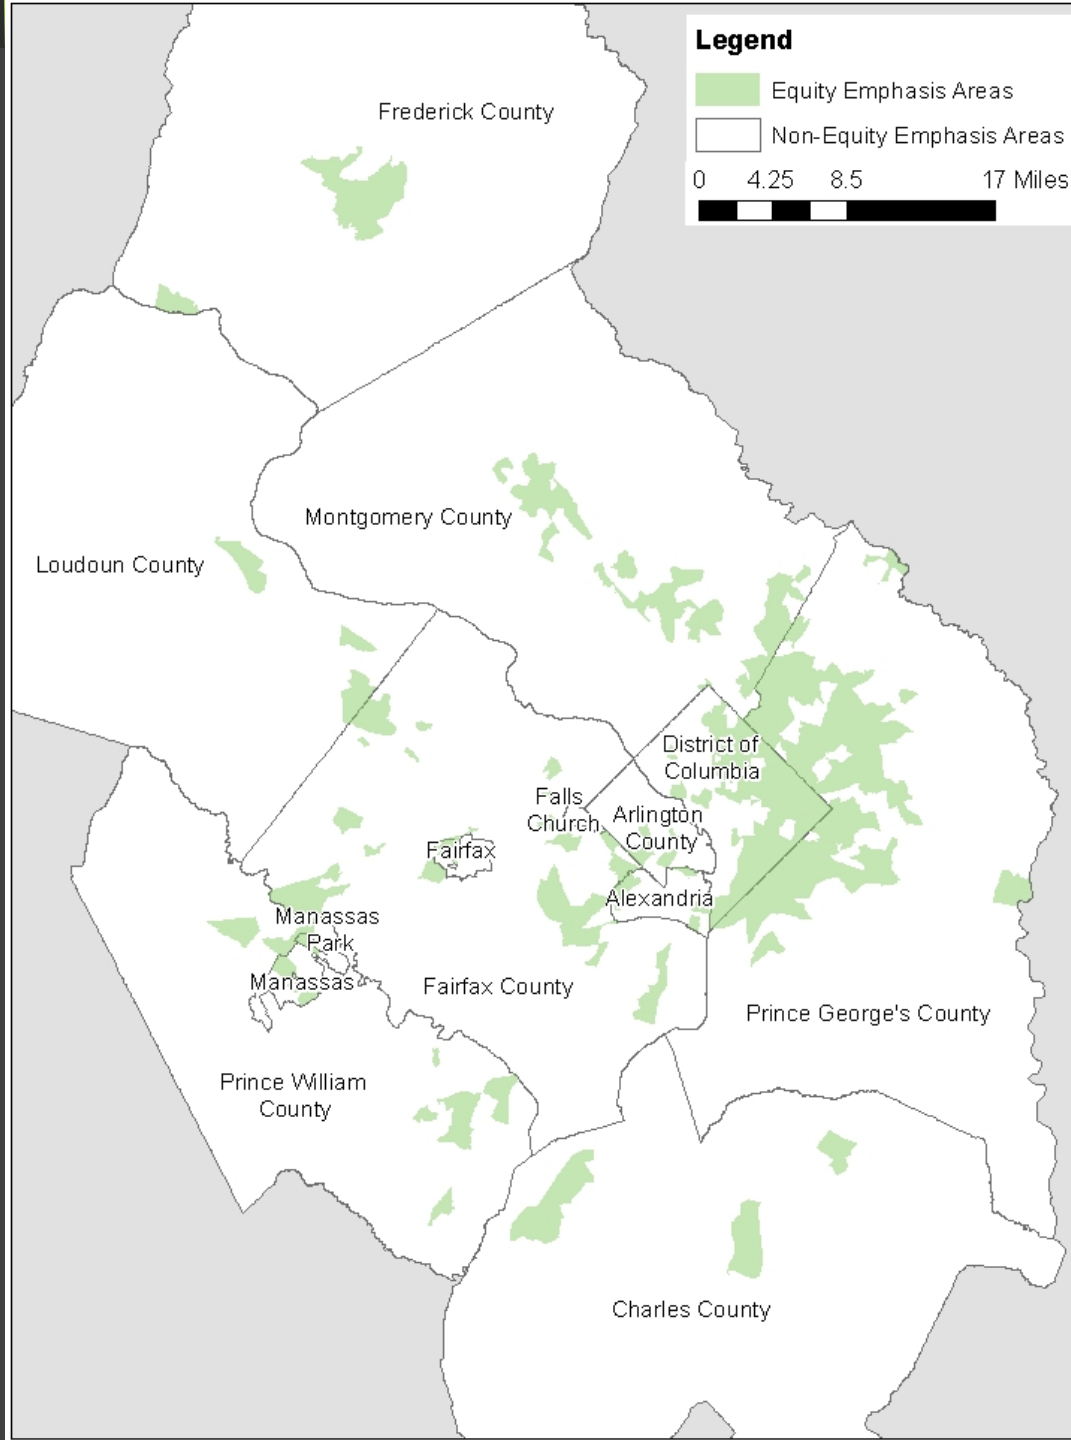 Legend
Equity Emphasis Areas
Non-Equity Emphasis Areas
0 4.25 8.5 17 Miles
Frederick County
Montgomery County
Loudoun County
District of
Columbia
Falls
Church
Arlington
County
Fairfax
Alexandria
Manassas
Park
Manassas
Fairfax County
Prince George's County
Prince William
County
Charles County